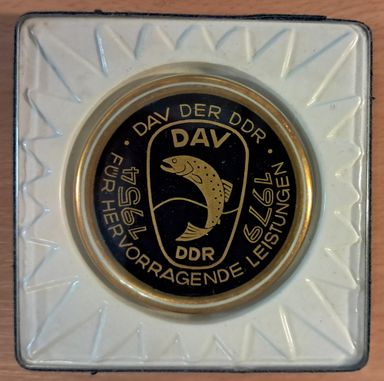 • DAV DER DDR •
FÜR HERVORRAGENDE LEISTUNGEN
1954
1979
DAV
DDR